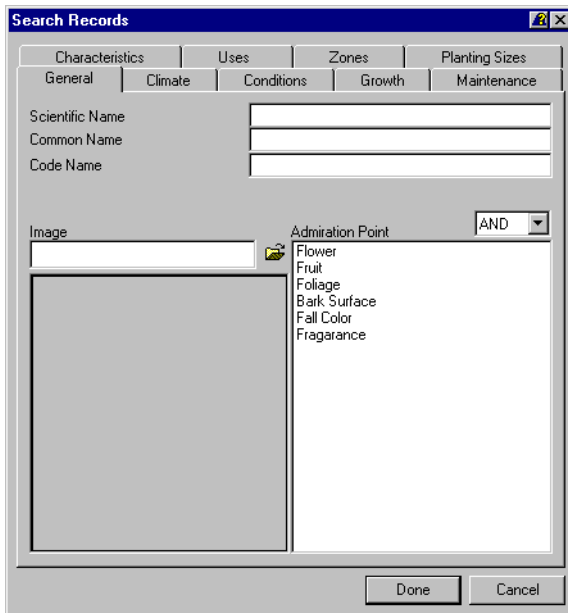 Search Records
Characteristics Uses Zones Planting Sizes
General Climate Conditions Growth Maintenance
Scientific Name
Common Name
Code Name
AND
Image Admiration Point
Flower
Fruit
Foliage
Bark Surface
Fall Color
Fragarance
Done Cancel